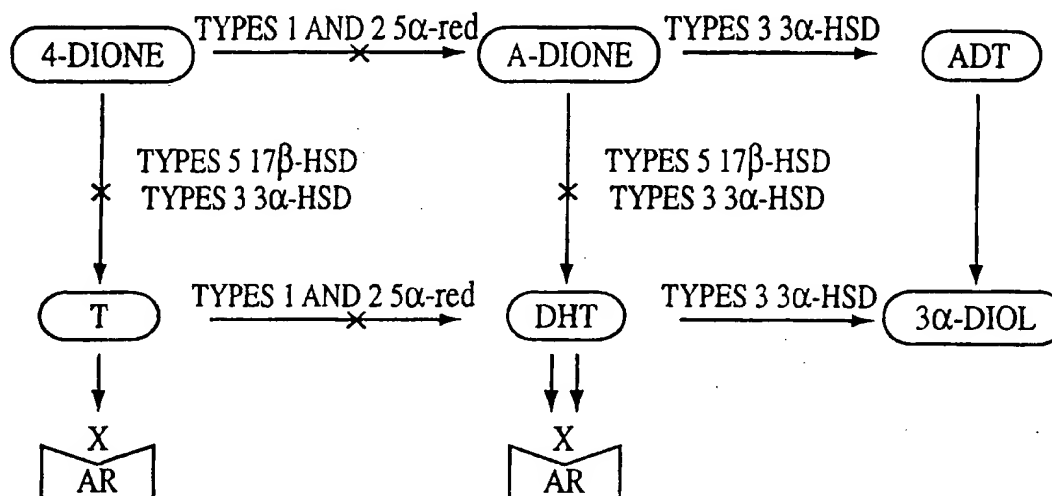 4-DIONE TYPES 1 AND 2 5α-red A-DIONE TYPES 3 3α-HSD ADT
TYPES 5 17β-HSD TYPES 5 17β-HSD
TYPES 3 3α-HSD TYPES 3 3α-HSD
T TYPES 1 AND 2 5α-red DHT TYPES 3 3α-HSD 3α-DIOL
X X
AR AR